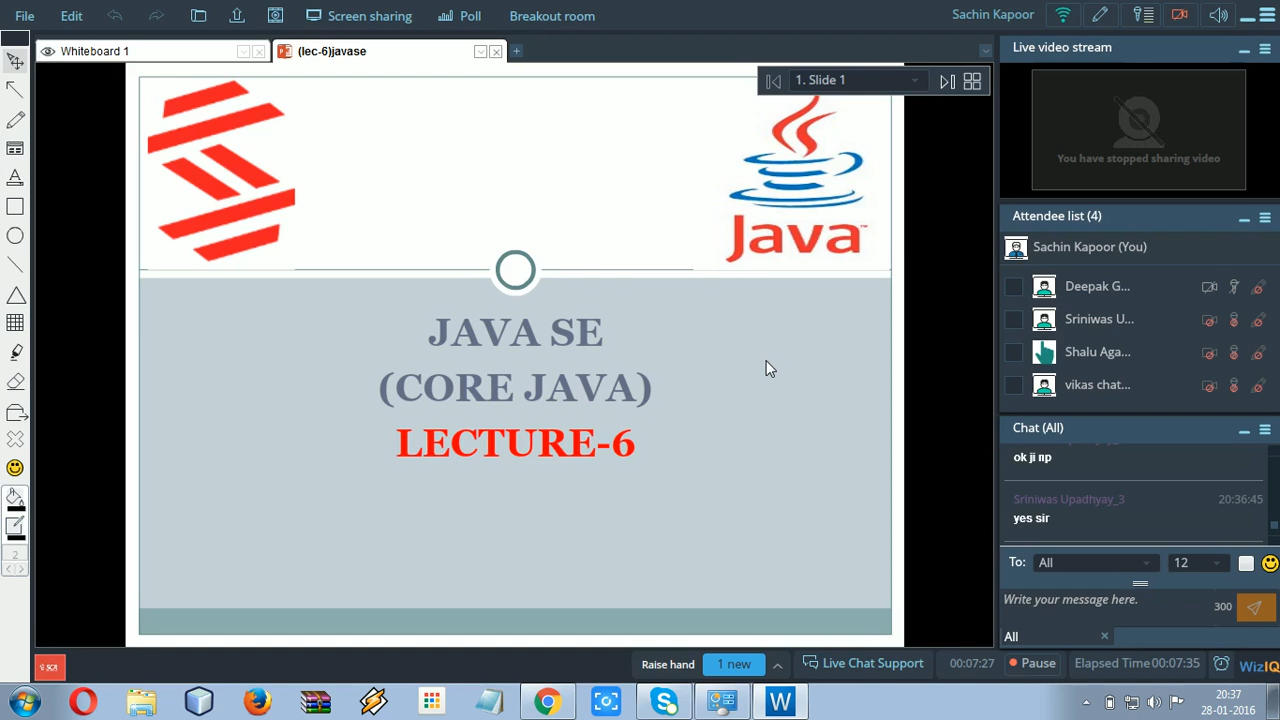 File Edit Screen sharing Poll Breakout room Sachin Kapoor
Whiteboard 1 (lec-6)javase
1. Slide 1
Java™
JAVA SE
(CORE JAVA)
LECTURE-6
Live video stream
You have stopped sharing video
Attendee list (4)
Sachin Kapoor (You)
Deepak G...
Sriniwas U...
Shalu Aga...
vikas chat...
Chat (All)
ok ji np
Sriniwas Upadhyay_3 20:36:45
yes sir
To: All 12
Write your message here. 300
All
2
Raise hand 1 new Live Chat Support 00:07:27 Pause Elapsed Time 00:07:35 WizIQ
20:37
28-01-2016